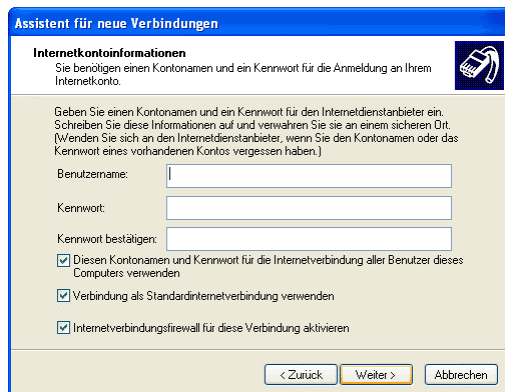 Assistent für neue Verbindungen
Internetkontoinformationen
Sie benötigen einen Kontonamen und ein Kennwort für die Anmeldung an Ihrem
Internetkonto.
Geben Sie einen Kontonamen und ein Kennwort für den Internetdienstanbieter ein.
Schreiben Sie diese Informationen auf und verwahren Sie sie an einem sicheren Ort.
(Wenden Sie sich an den Internetdienstanbieter, wenn Sie den Kontonamen oder das
Kennwort eines vorhandenen Kontos vergessen haben.)
Benutzername:
Kennwort:
Kennwort bestätigen:
Diesen Kontonamen und Kennwort für die Internetverbindung aller Benutzer dieses
Computers verwenden
Verbindung als Standardinternetverbindung verwenden
Internetverbindungsfirewall für diese Verbindung aktivieren
< Zurück Weiter > Abbrechen